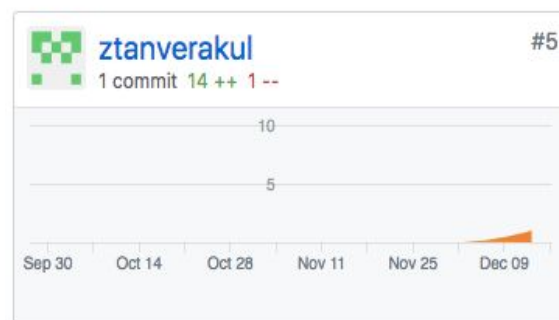 ztanverakul #5
1 commit 14 ++ 1 --
10
5
Sep 30 Oct 14 Oct 28 Nov 11 Nov 25 Dec 09